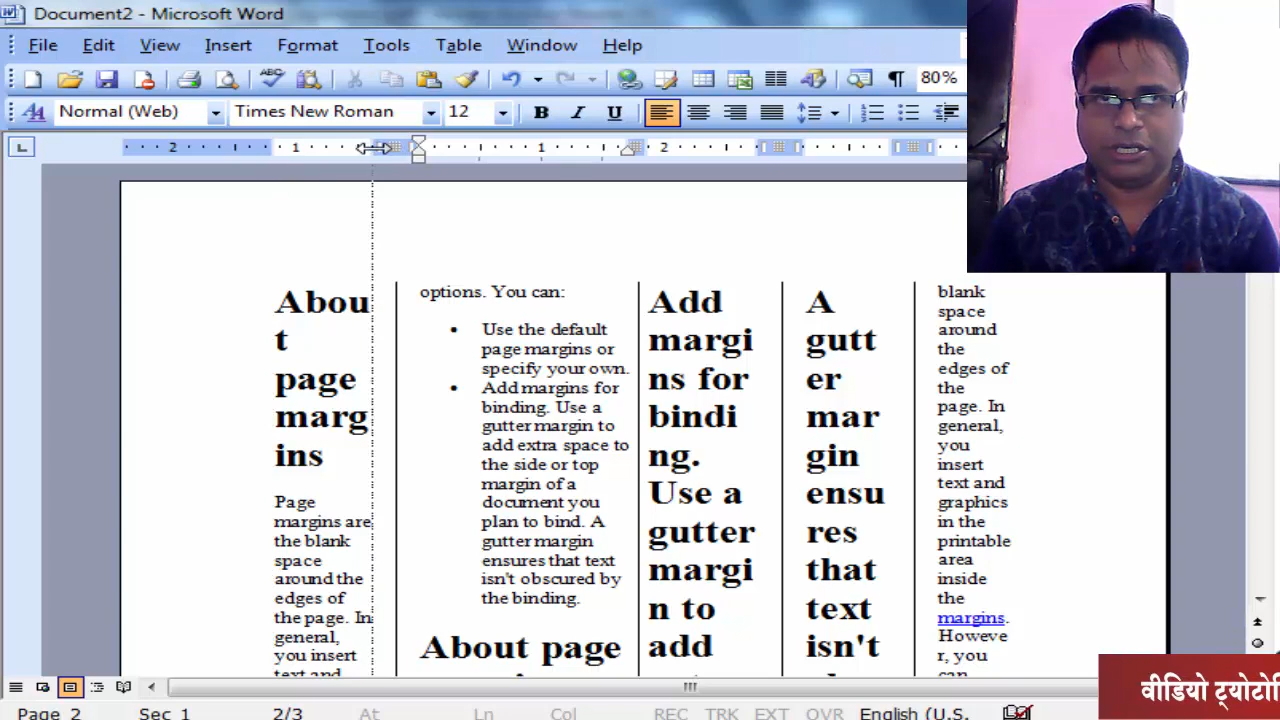 Document2 - Microsoft Word
File Edit View Insert Format Tools Table Window Help
80%
Normal (Web) Times New Roman 12 B I U
2 1 1 2
Abou
t
page
marg
ins
Page
margins are
the blank
space
around the
edges of
the page. In
general,
you insert
text and
options. You can:
• Use the default
page margins or
specify your own.
• Add margins for
binding. Use a
gutter margin to
add extra space to
the side or top
margin of a
document you
plan to bind. A
gutter margin
ensures that text
isn't obscured by
the binding.
About page
Add
margi
ns for
bindi
ng.
Use a
gutter
margi
n to
add
A
gutt
er
mar
gin
ensu
res
that
text
isn't
blank
space
around
the
edges of
the
page. In
general,
you
insert
text and
graphics
in the
printable
area
inside
the
margins.
Howeve
r, you
can
वीडियो ट्योटो
Page 2 Sec 1 2/3 At Ln Col REC TRK EXT OVR English (U.S.